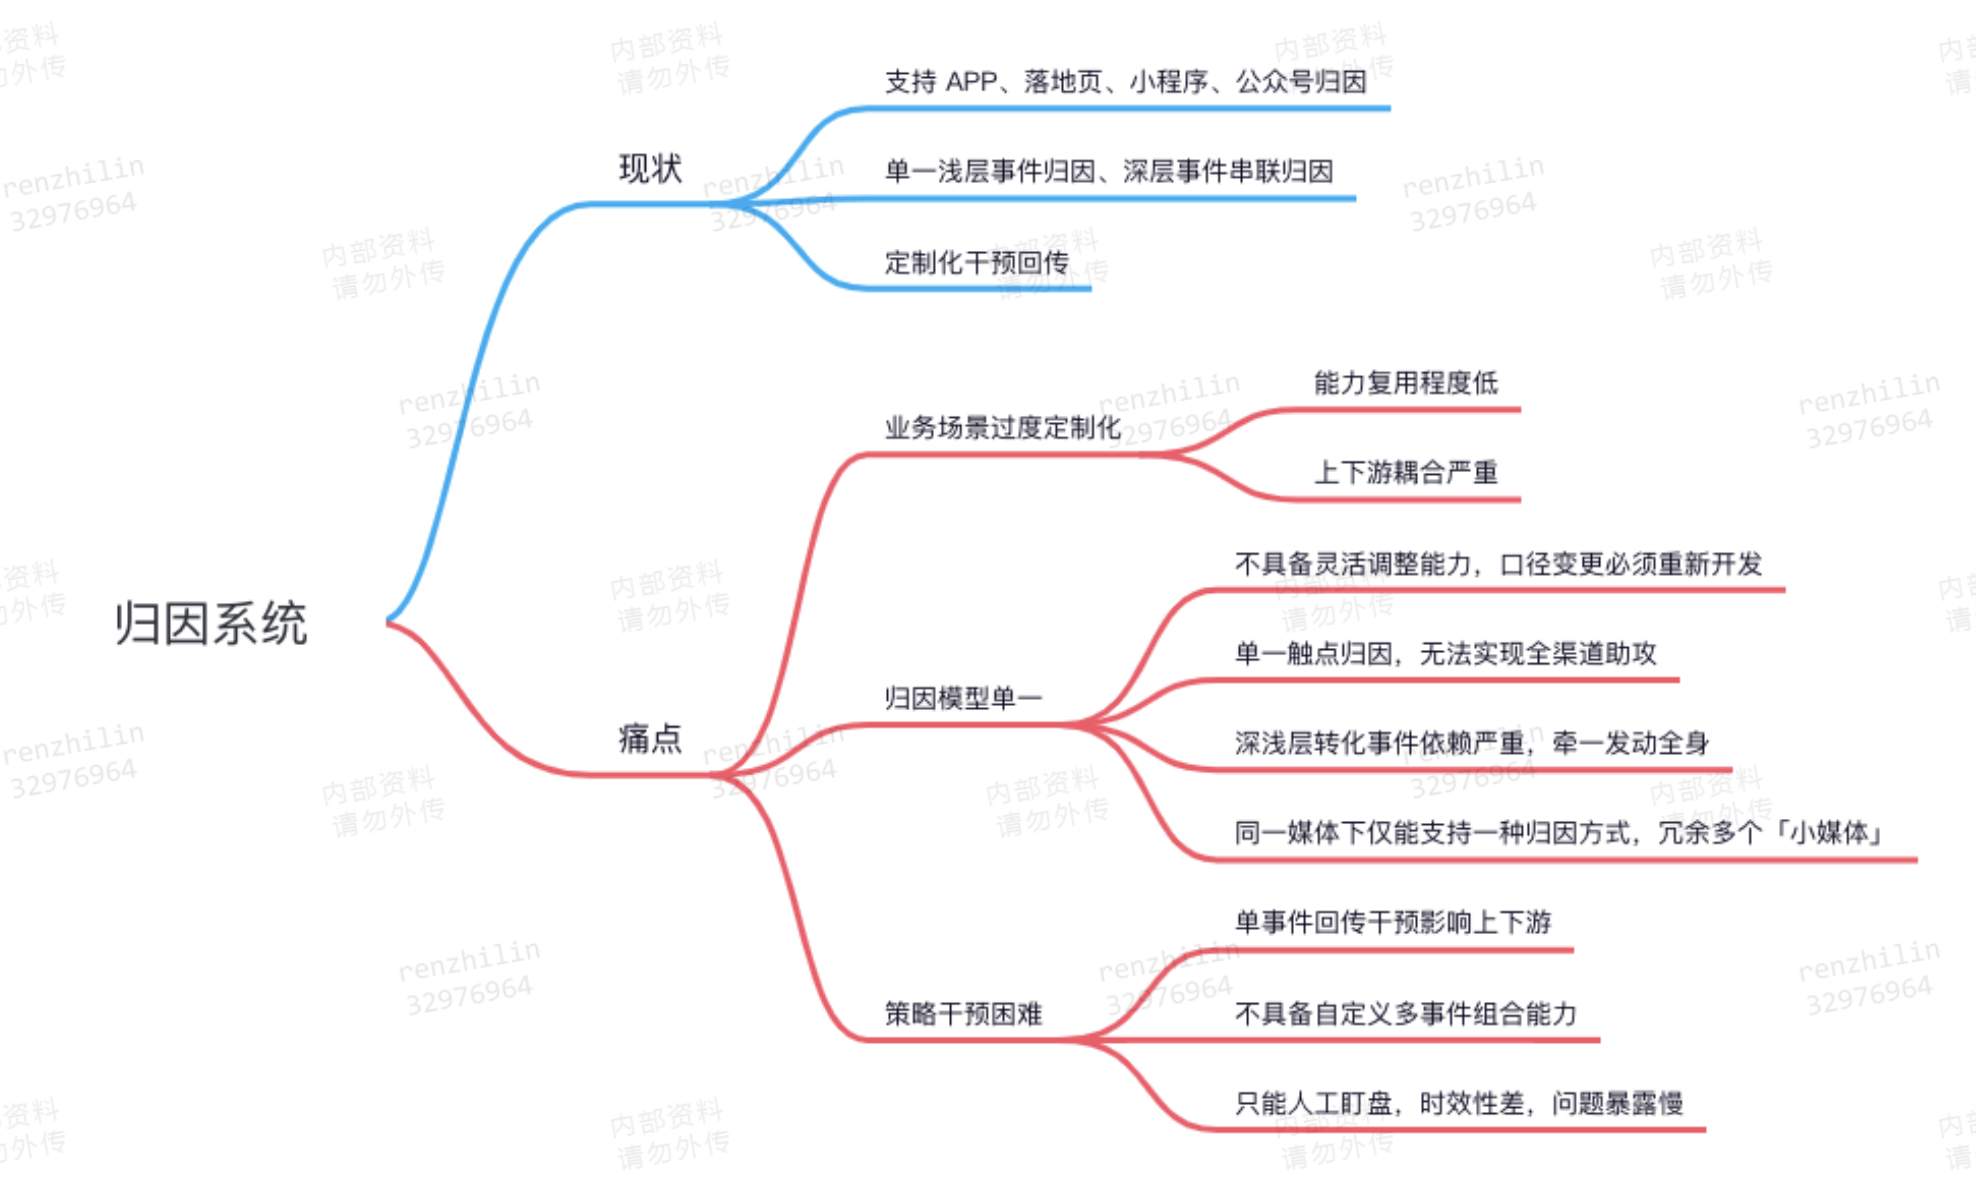 支持 APP、落地页、小程序、公众号归因
现状
单一浅层事件归因、深层事件串联归因
定制化干预回传
能力复用程度低
业务场景过度定制化
上下游耦合严重
不具备灵活调整能力，口径变更必须重新开发
归因系统
单一触点归因，无法实现全渠道助攻
归因模型单一
痛点
深浅层转化事件依赖严重，牵一发动全身
同一媒体下仅能支持一种归因方式，冗余多个「小媒体」
单事件回传干预影响上下游
策略干预困难
不具备自定义多事件组合能力
只能人工盯盘，时效性差，问题暴露慢
内部资料
请勿外传
renzhilin
32976964